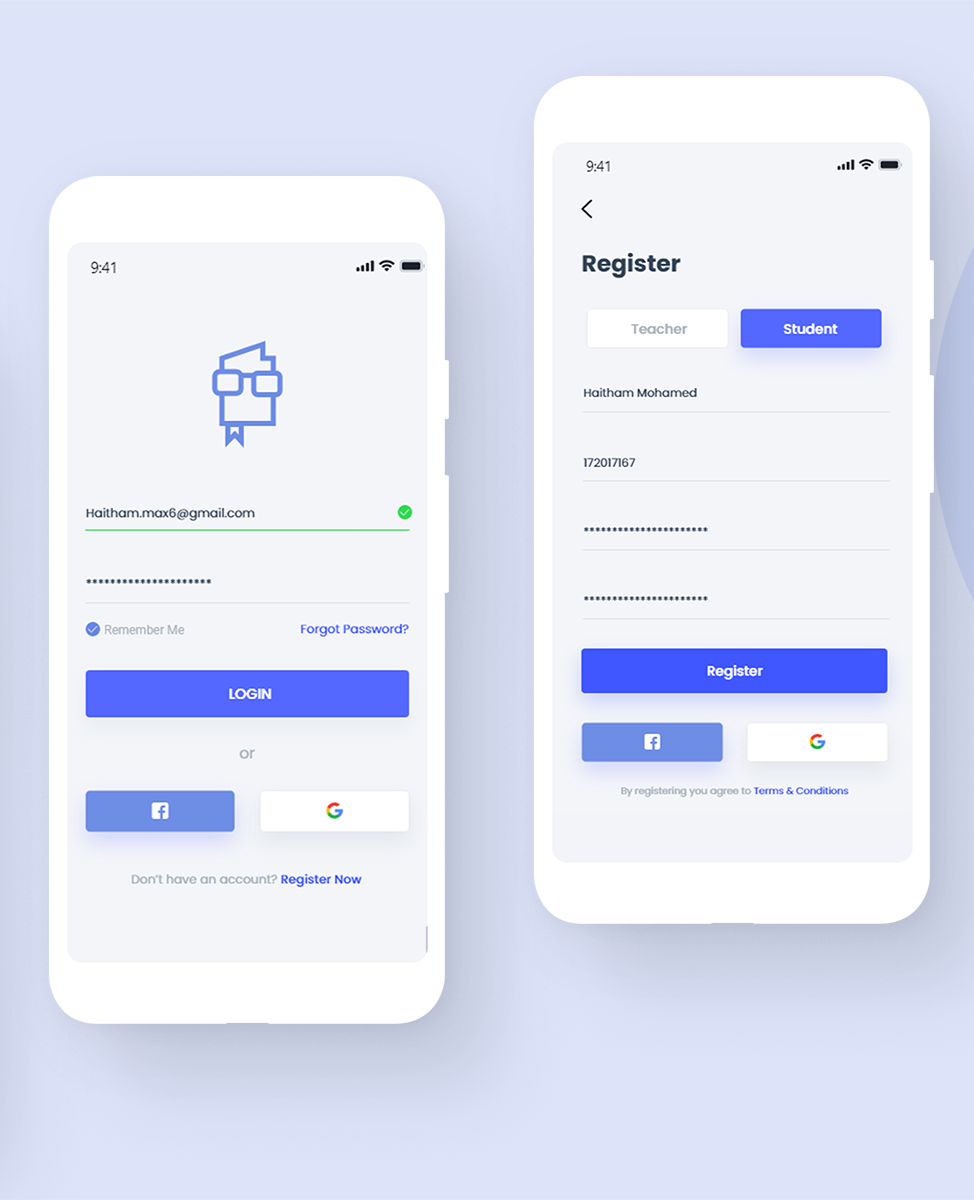 9:41
Haitham.max6@gmail.com
*********************
Remember Me
Forgot Password?
LOGIN
or
Don't have an account? Register Now
9:41
Register
Teacher
Student
Haitham Mohamed
172017167
**********************
**********************
Register
By registering you agree to Terms & Conditions